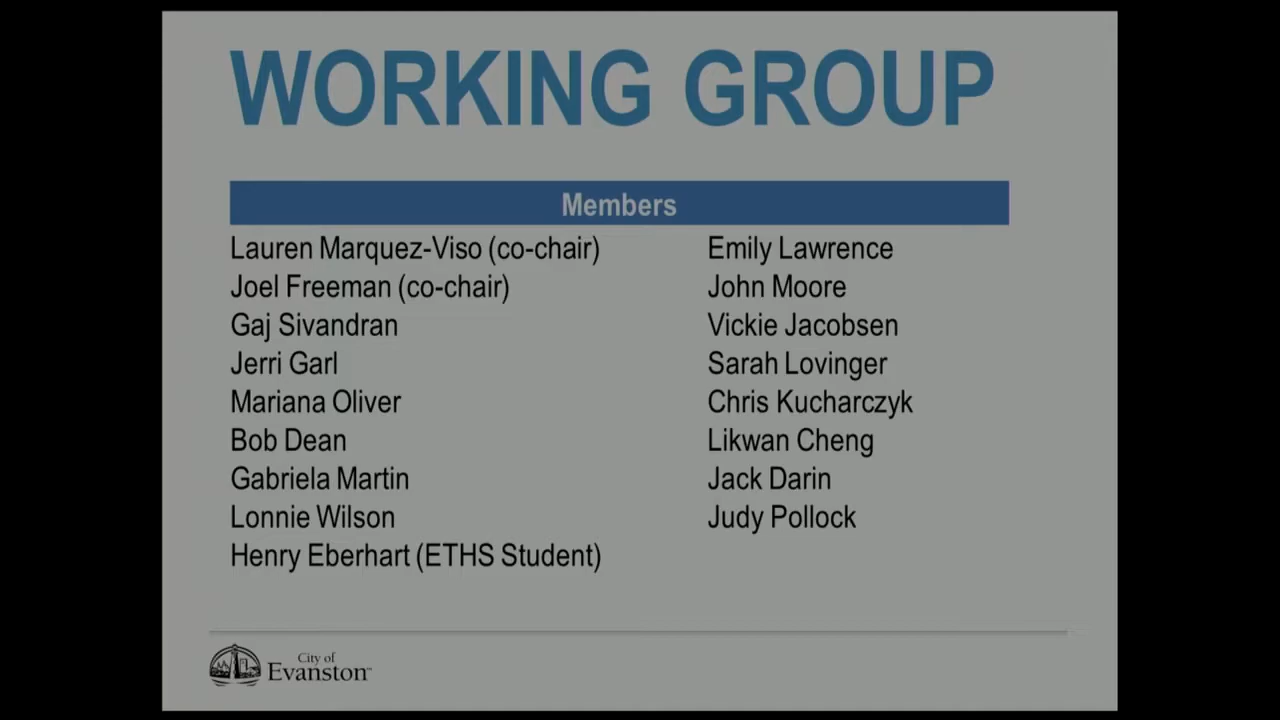 WORKING GROUP
Members
Lauren Marquez-Viso (co-chair)
Joel Freeman (co-chair)
Gaj Sivandran
Jerri Garl
Mariana Oliver
Bob Dean
Gabriela Martin
Lonnie Wilson
Henry Eberhart (ETHS Student)
Emily Lawrence
John Moore
Vickie Jacobsen
Sarah Lovinger
Chris Kucharczyk
Likwan Cheng
Jack Darin
Judy Pollock
City of
Evanston™